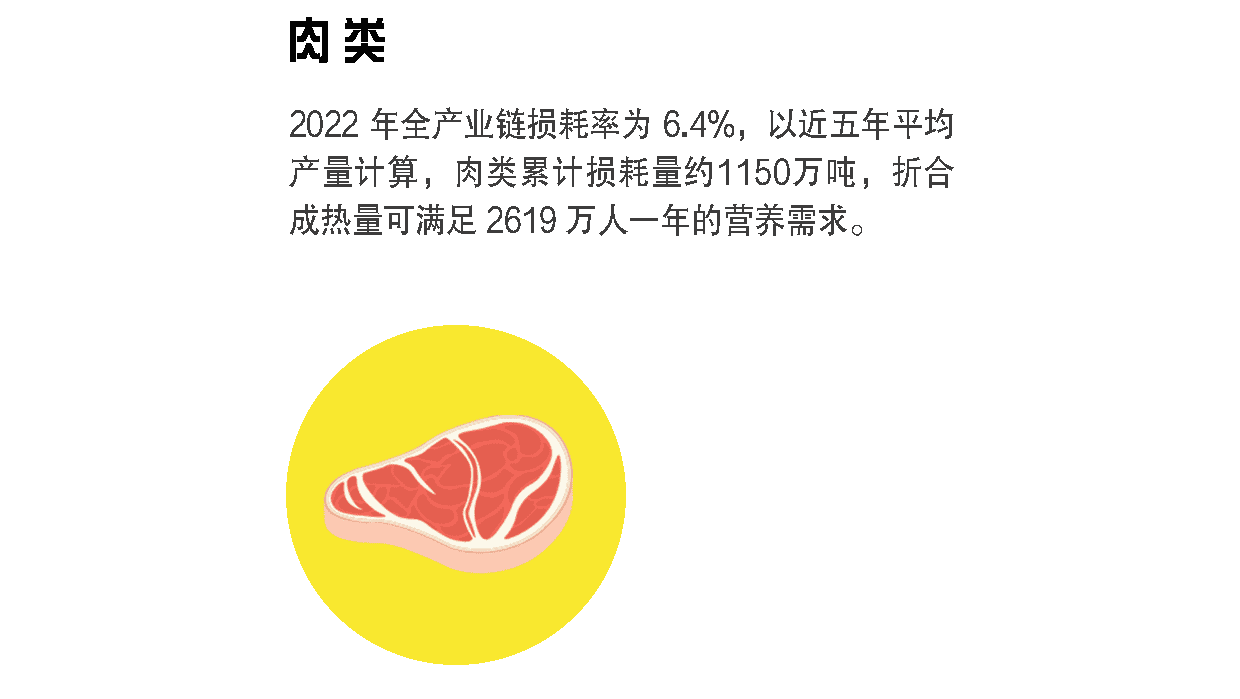 肉类
2022 年全产业链损耗率为 6.4%，以近五年平均
产量计算，肉类累计损耗量约1150万吨，折合
成热量可满足 2619 万人一年的营养需求。